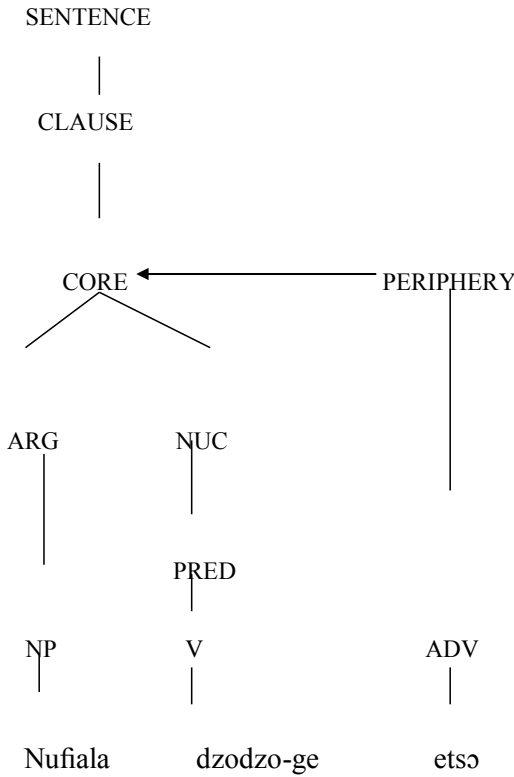 SENTENCE
CLAUSE
CORE PERIPHERY
ARG NUC
PRED
NP V ADV
Nufiala dzodzo-ge etsɔ